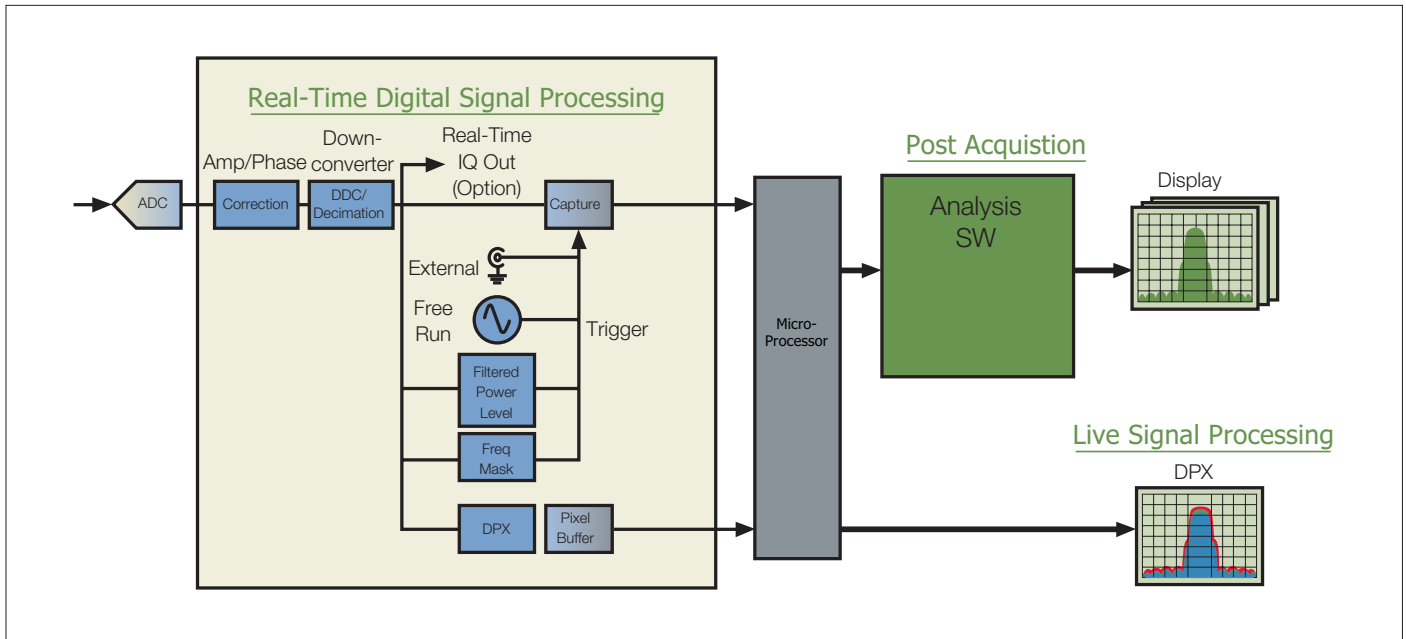 Real-Time Digital Signal Processing
Amp/Phase
Down-
converter
Real-Time
IQ Out
(Option)
ADC
Correction
DDC/
Decimation
Capture
External
Free
Run
Trigger
Filtered
Power
Level
Freq
Mask
DPX
Pixel
Buffer
Micro-
Processor
Post Acquistion
Analysis
SW
Display
Live Signal Processing
DPX